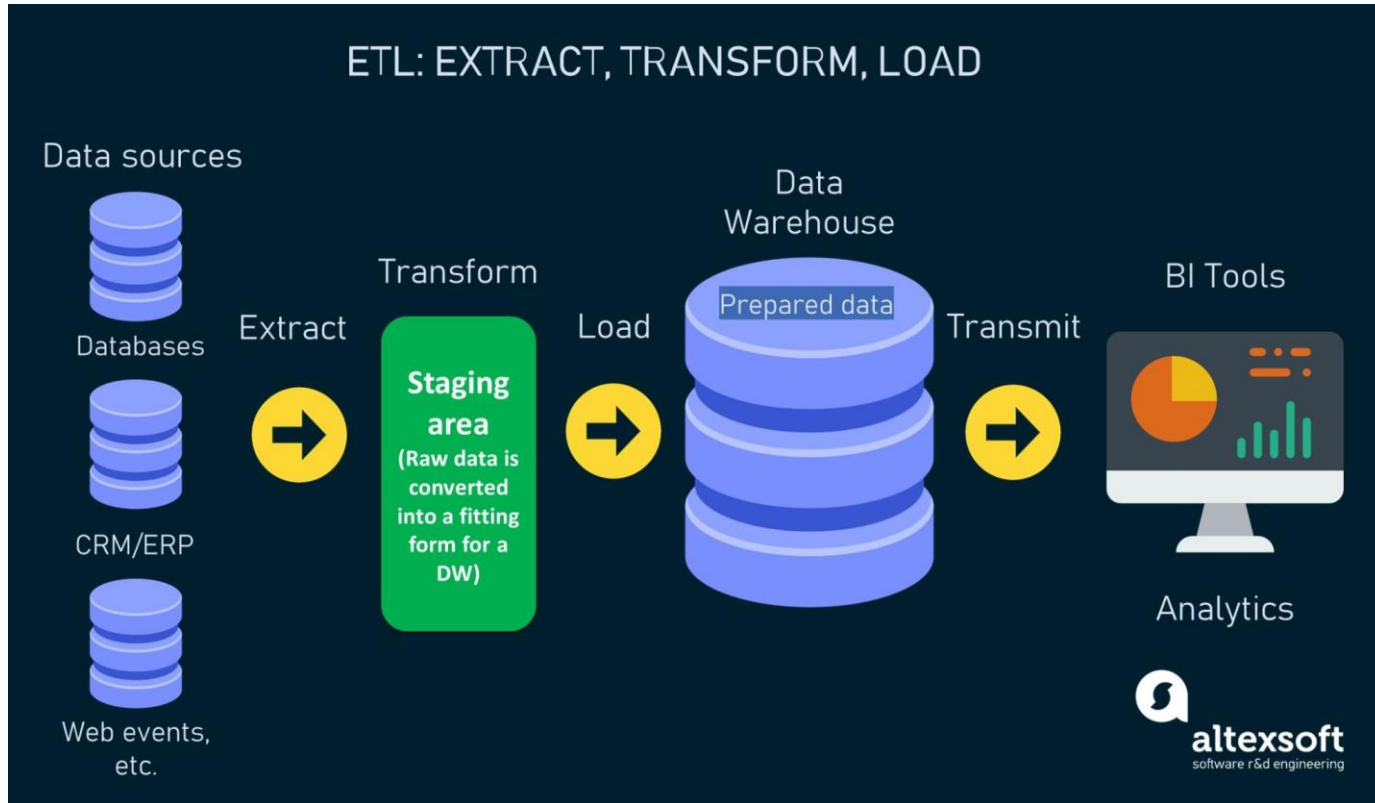 ETL: EXTRACT, TRANSFORM, LOAD
Data sources
Databases
CRM/ERP
Web events,
etc.
Extract
Transform
Staging
area
(Raw data is
converted
into a fitting
form for a
DW)
Load
Data
Warehouse
Prepared data
Transmit
BI Tools
Analytics
altexsoft
software r&d engineering